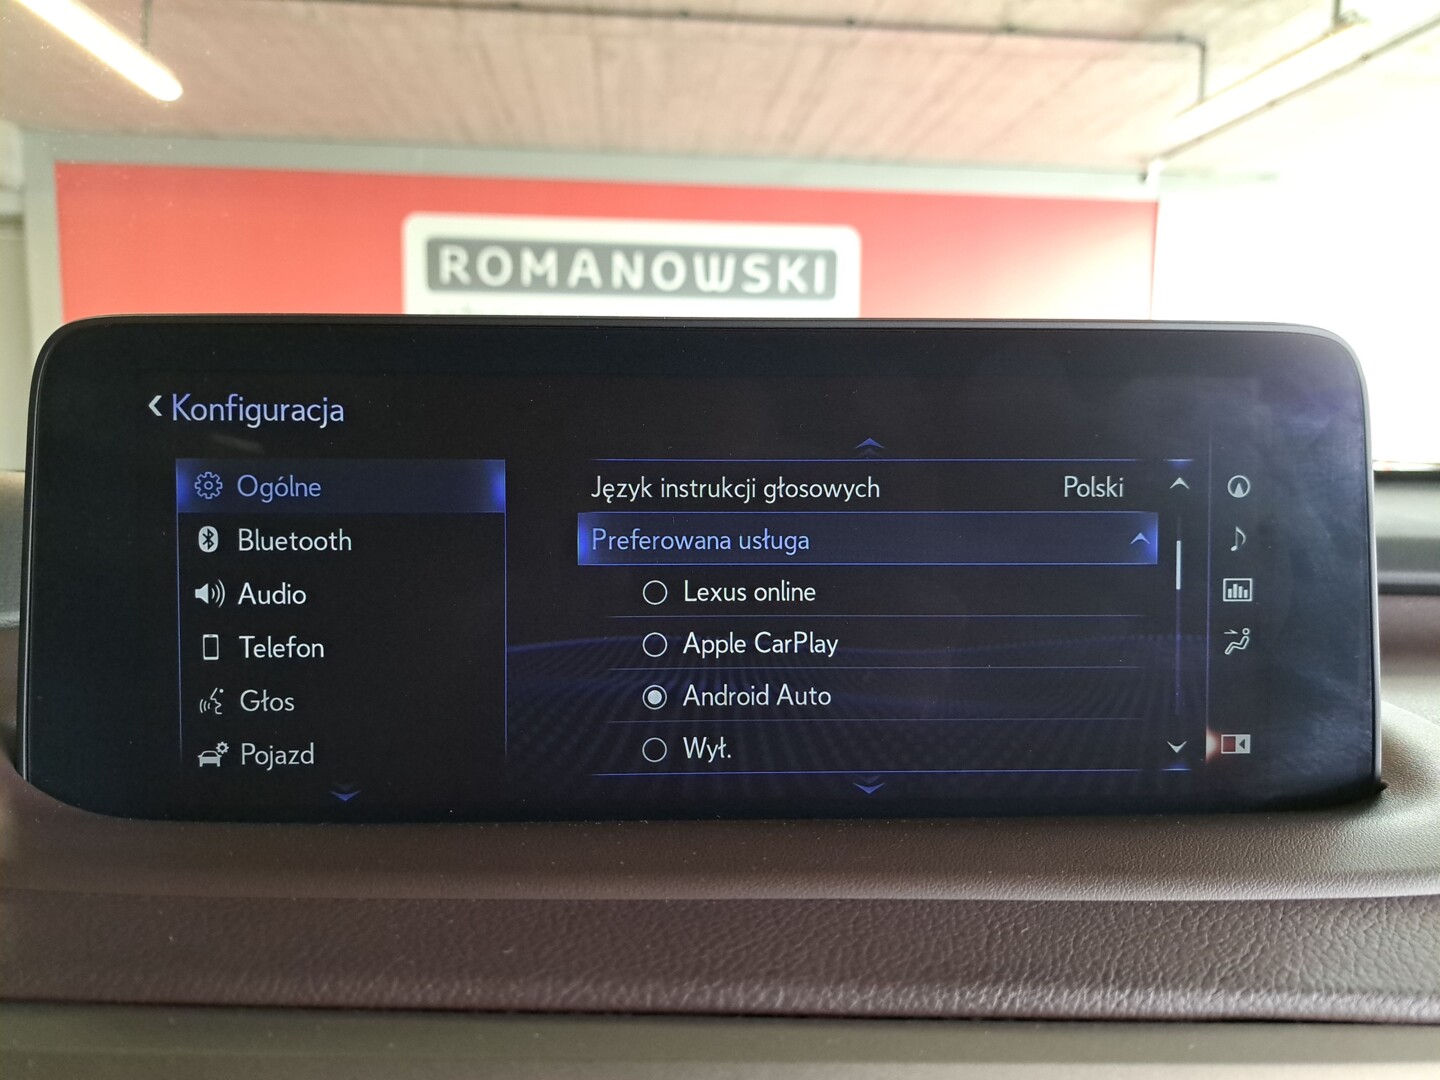 ROMANOWSKI
Konfiguracja
Ogólne
Bluetooth
Audio
Telefon
Głos
Pojazd
Język instrukcji głosowych Polski
Preferowana usługa
Lexus online
Apple CarPlay
Android Auto
Wył.